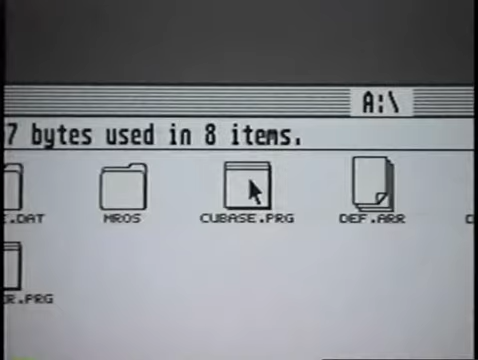 A:\
7 bytes used in 8 items.
.DAT
MROS
CUBASE.PRG
DEF.ARR
R.PRG